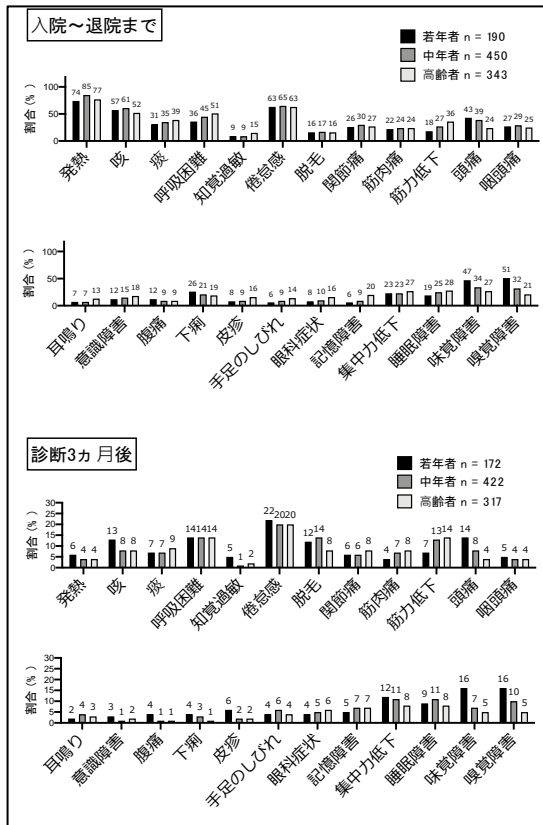 入院～退院まで
若年者 n = 190
中年者 n = 450
高齢者 n = 343
割合(%)
100
50
0
74 85 77 57 61 52 31 35 39 36 45 51 9 9 15 63 65 63 16 17 16 26 30 27 22 24 24 18 27 36 43 39 24 27 29 25
発熱 咳 痰 呼吸困難 知覚過敏 倦怠感 脱毛 関節痛 筋肉痛 筋力低下 頭痛 咽頭痛
割合(%)
100
50
0
7 7 13 12 15 18 12 9 9 26 21 19 8 9 16 6 9 14 8 10 16 6 9 20 23 23 27 19 25 28 47 34 27 51 32 21
耳鳴り 意識障害 腹痛 下痢 皮疹 手足のしびれ 眼科症状 記憶障害 集中力低下 睡眠障害 味覚障害 嗅覚障害
診断3ヵ月後
若年者 n = 172
中年者 n = 422
高齢者 n = 317
割合(%)
30
25
20
15
10
5
0
6 4 4 13 8 8 7 7 9 14 14 14 5 1 2 22 20 20 12 14 8 6 6 8 4 7 8 7 13 14 14 8 4 5 4 4
発熱 咳 痰 呼吸困難 知覚過敏 倦怠感 脱毛 関節痛 筋肉痛 筋力低下 頭痛 咽頭痛
割合(%)
30
25
20
15
10
5
0
2 4 3 3 1 2 4 1 1 4 3 1 6 2 2 4 6 4 4 5 6 5 7 7 12 11 8 9 11 8 16 7 5 16 10 5
耳鳴り 意識障害 腹痛 下痢 皮疹 手足のしびれ 眼科症状 記憶障害 集中力低下 睡眠障害 味覚障害 嗅覚障害